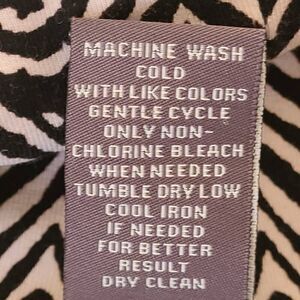 MACHINE WASH
COLD
WITH LIKE COLORS
GENTLE CYCLE
ONLY NON-
CHLORINE BLEACH
WHEN NEEDED
TUMBLE DRY LOW
COOL IRON
IF NEEDED
FOR BETTER
RESULT
DRY CLEAN